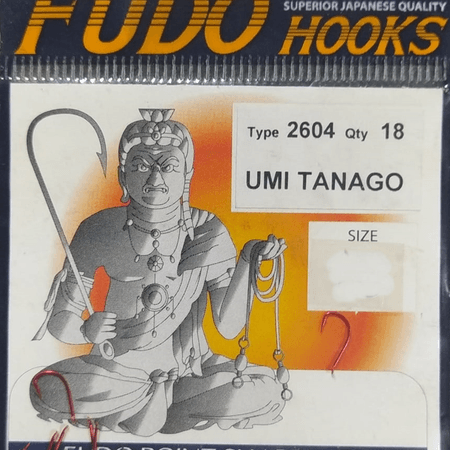 FUDO HOOKS
SUPERIOR JAPANESE QUALITY
Type 2604 Qty 18
UMI TANAGO
SIZE